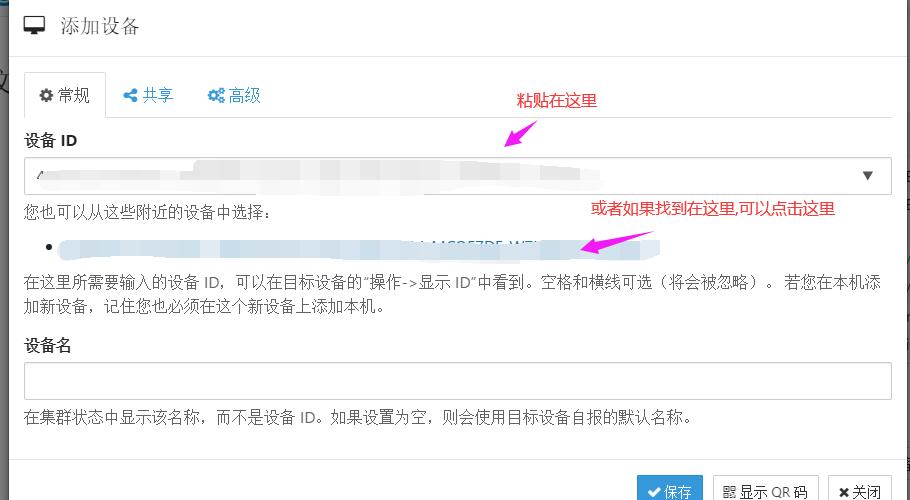 添加设备
常规
共享
高级
粘贴在这里
设备 ID
您也可以从这些附近的设备中选择：
或者如果找到在这里,可以点击这里
在这里所需要输入的设备 ID，可以在目标设备的“操作->显示 ID”中看到。空格和横线可选（将会被忽略）。 若您在本机添
加新设备，记住您也必须在这个新设备上添加本机。
设备名
在集群状态中显示该名称，而不是设备 ID。如果设置为空，则会使用目标设备自报的默认名称。
保存
显示 QR 码
关闭